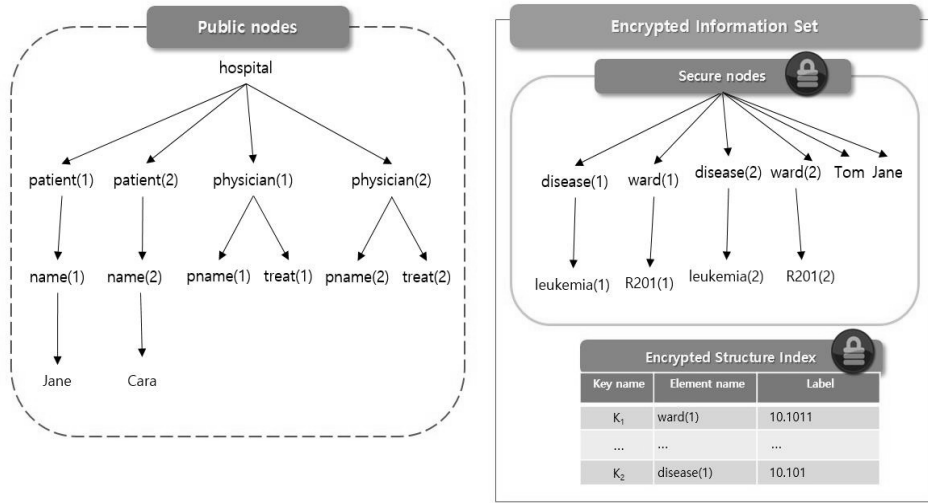 Public nodes
hospital
patient(1) patient(2) physician(1) physician(2)
name(1) name(2) pname(1) treat(1) pname(2) treat(2)
Jane Cara
Encrypted Information Set
Secure nodes
disease(1) ward(1) disease(2) ward(2) Tom Jane
leukemia(1) R201(1) leukemia(2) R201(2)
Encrypted Structure Index
Key name Element name Label
K₁ ward(1) 10.1011
... ... ...
K₂ disease(1) 10.101